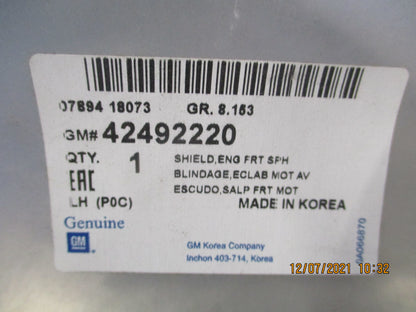 07894 18073 GR. 8.153
GM# 42492220
QTY. 1 SHIELD,ENG FRT SPH
BLINDAGE,ECLAB MOT AV
EAC ESCUDO,SALP FRT MOT
LH (P0C) MADE IN KOREA
Genuine
GM
GM Korea Company
Inchon 403-714, Korea
12/07/2021 10:32